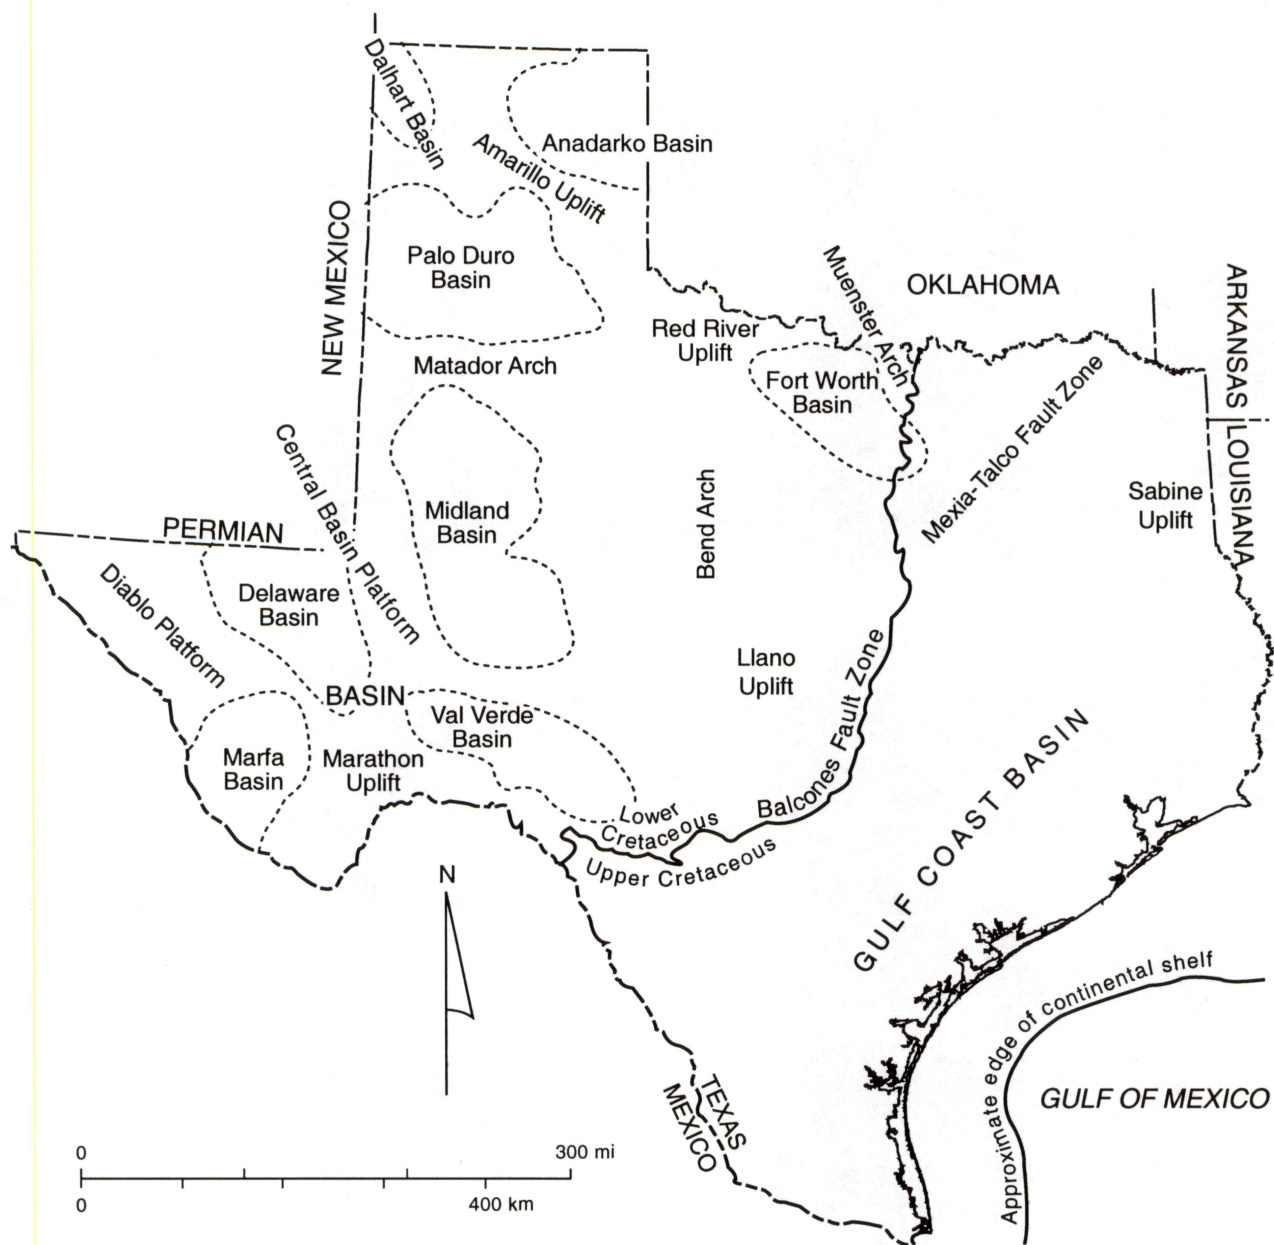 Dalhart Basin
Anadarko Basin
Amarillo Uplift
NEW MEXICO
Palo Duro
Basin
Muenster Arch
OKLAHOMA
ARKANSAS
Red River
Uplift
Matador Arch
Fort Worth
Basin
Mexia-Talco Fault Zone
LOUISIANA
Central Basin Platform
Midland
Basin
Bend Arch
Sabine
Uplift
PERMIAN
Diablo Platform
Delaware
Basin
Llano
Uplift
BASIN
Val Verde
Basin
Balcones Fault Zone
Marfa
Basin
Marathon
Uplift
Lower
Cretaceous
Upper Cretaceous
GULF COAST BASIN
N
Approximate edge of continental shelf
GULF OF MEXICO
TEXAS
MEXICO
0
300 mi
0
400 km